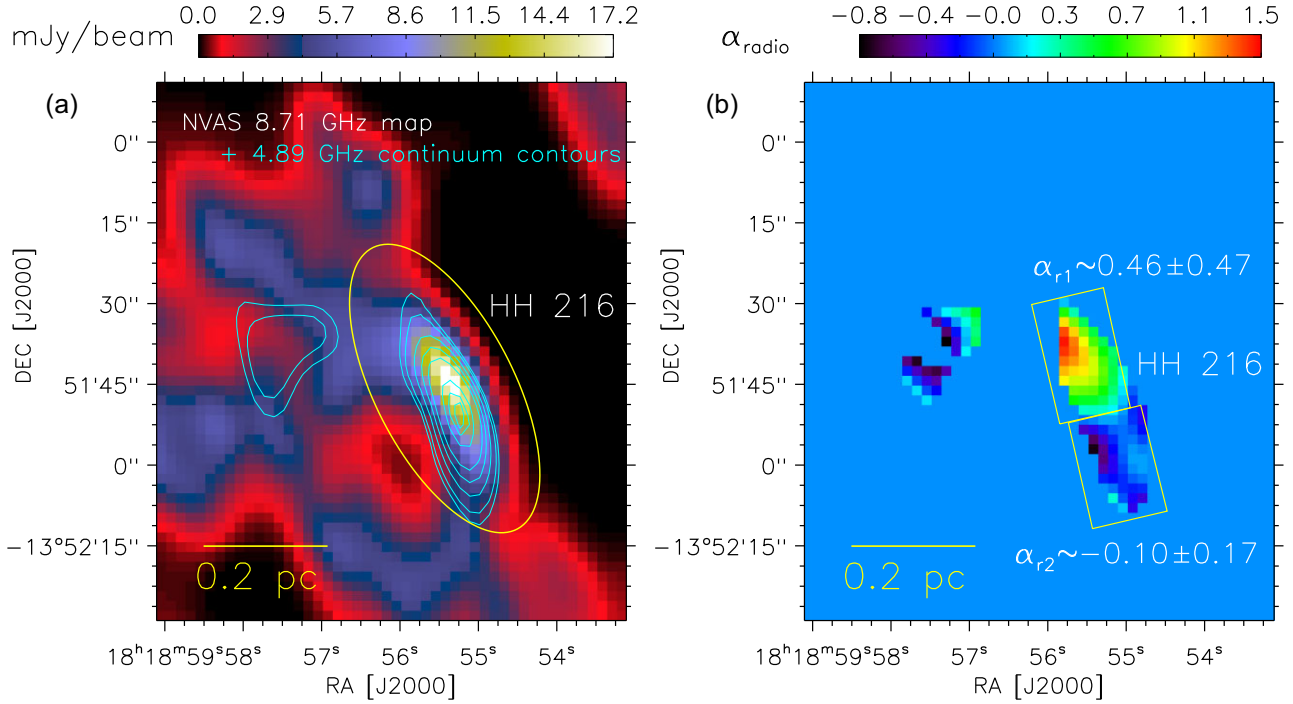 mJy/beam
0.0 2.9 5.7 8.6 11.5 14.4 17.2
(a)
NVAS 8.71 GHz map
+ 4.89 GHz continuum contours
HH 216
0.2 pc
DEC [J2000]
0''
15''
30''
51'45''
0''
−13°52'15''
18ʰ18ᵐ59ˢ58ˢ 57ˢ 56ˢ 55ˢ 54ˢ
RA [J2000]
α_radio
−0.8 −0.4 −0.0 0.3 0.7 1.1 1.5
(b)
α_r1~0.46±0.47
HH 216
α_r2~−0.10±0.17
0.2 pc
DEC [J2000]
0''
15''
30''
51'45''
0''
−13°52'15''
18ʰ18ᵐ59ˢ58ˢ 57ˢ 56ˢ 55ˢ 54ˢ
RA [J2000]